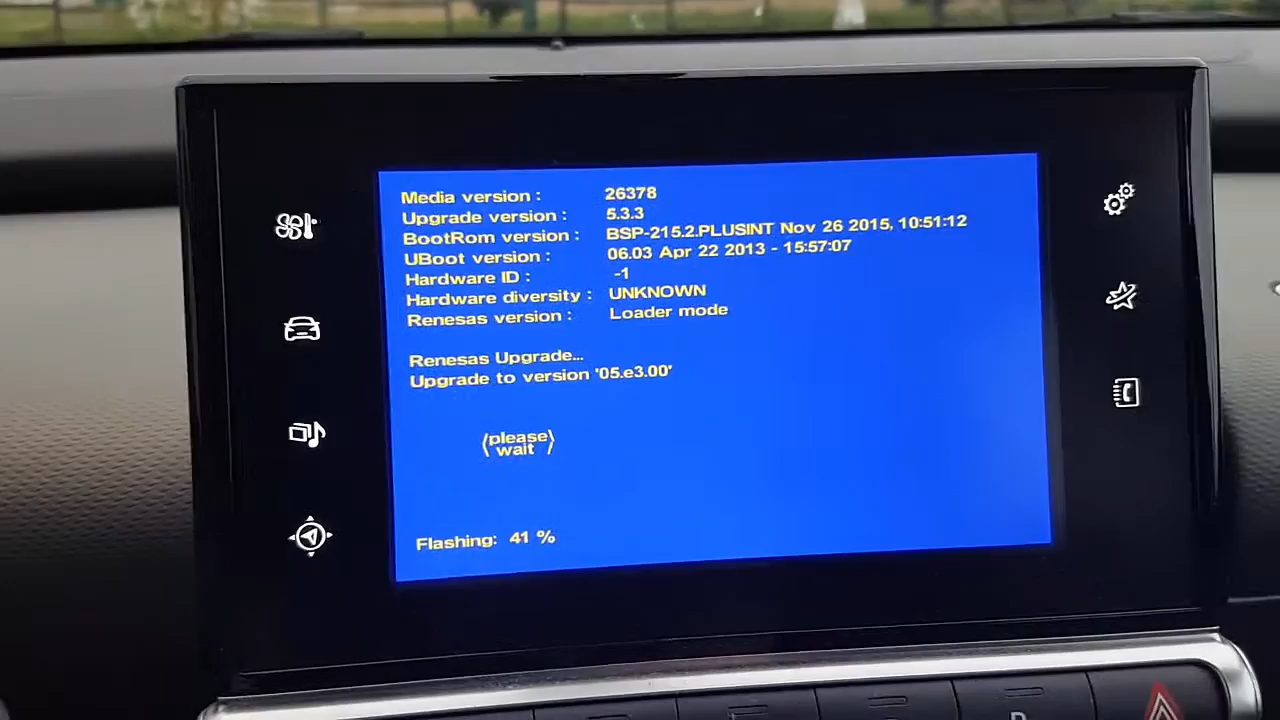 Media version : 26378
Upgrade version : 5.3.3
BootRom version : BSP-215.2.PLUSINT Nov 26 2015, 10:51:12
UBoot version : 06.03 Apr 22 2013 - 15:57:07
Hardware ID : -1
Hardware diversity : UNKNOWN
Renesas version : Loader mode
Renesas Upgrade...
Upgrade to version '05.e3.00'
(please
wait )
Flashing: 41 %